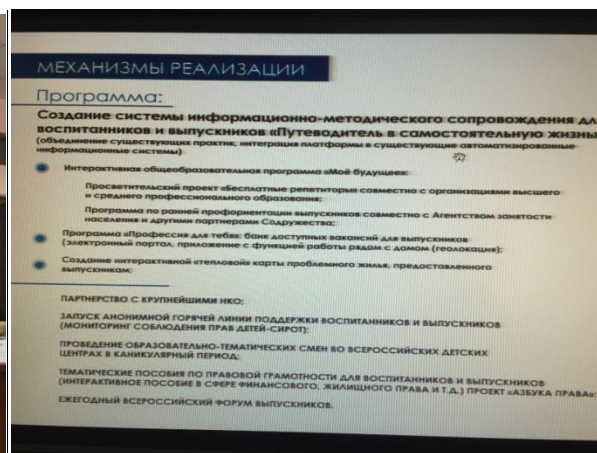 МЕХАНИЗМЫ РЕАЛИЗАЦИИ
Программа:
Создание системы информационно-методического сопровождения дл
воспитанников и выпускников «Путеводитель в самостоятельную жизнь
(объединение существующих практик, интеграция платформы в существующие автоматизированные
информационные системы)
Интерактивная общеобразовательная программа «Моё будущее»:
Просветительский проект «Бесплатные репетиторы» совместно с организациями высшего
и среднего профессионального образования;
Программа по ранней профориентации выпускников совместно с Агентством занятости
населения и другими партнерами Содружества;
Программа «Профессия для тебя»: банк доступных вакансий для выпускников
(электронный портал, приложение с функцией работы рядом с домом (геолокация);
Создание интерактивной «тепловой» карты проблемного жилья, предоставленного
выпускникам;
ПАРТНЕРСТВО С КРУПНЕЙШИМИ НКО;
ЗАПУСК АНОНИМНОЙ ГОРЯЧЕЙ ЛИНИИ ПОДДЕРЖКИ ВОСПИТАННИКОВ И ВЫПУСКНИКОВ
(МОНИТОРИНГ СОБЛЮДЕНИЯ ПРАВ ДЕТЕЙ-СИРОТ);
ПРОВЕДЕНИЕ ОБРАЗОВАТЕЛЬНО-ТЕМАТИЧЕСКИХ СМЕН ВО ВСЕРОССИЙСКИХ ДЕТСКИХ
ЦЕНТРАХ В КАНИКУЛЯРНЫЙ ПЕРИОД;
ТЕМАТИЧЕСКИЕ ПОСОБИЯ ПО ПРАВОВОЙ ГРАМОТНОСТИ ДЛЯ ВОСПИТАННИКОВ И ВЫПУСКНИКОВ
(ИНТЕРАКТИВНОЕ ПОСОБИЕ В СФЕРЕ ФИНАНСОВОГО, ЖИЛИЩНОГО ПРАВА И Т.Д.) ПРОЕКТ «АЗБУКА ПРАВА»;
ЕЖЕГОДНЫЙ ВСЕРОССИЙСКИЙ ФОРУМ ВЫПУСКНИКОВ.